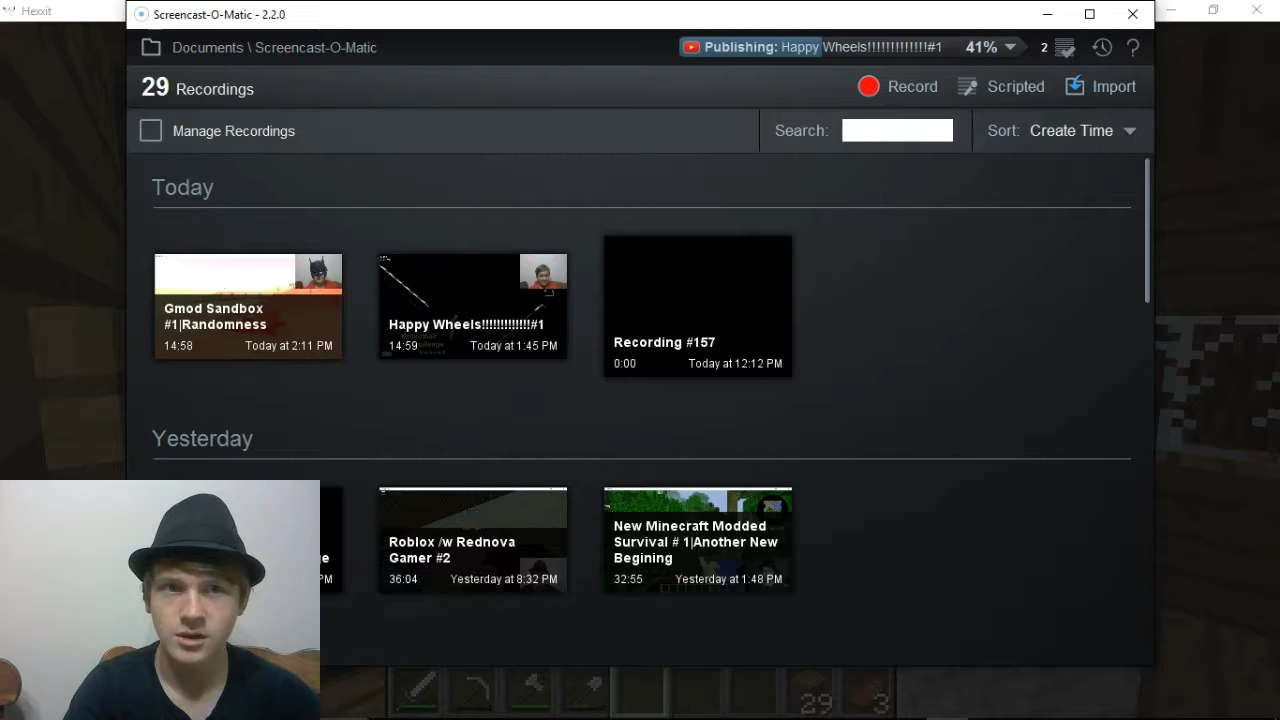 Hexxit
Screencast-O-Matic - 2.2.0
Documents \ Screencast-O-Matic
Publishing: Happy Wheels!!!!!!!!!!!!!#1 41%
2
29 Recordings
Record
Scripted
Import
Manage Recordings
Search:
Sort: Create Time
Today
Gmod Sandbox
#1|Randomness
14:58 Today at 2:11 PM
Happy Wheels!!!!!!!!!!!!!#1
14:59 Today at 1:45 PM
Recording #157
0:00 Today at 12:12 PM
Yesterday
ge
PM
Roblox /w Rednova
Gamer #2
36:04 Yesterday at 8:32 PM
New Minecraft Modded
Survival # 1|Another New
Begining
32:55 Yesterday at 1:48 PM
29
3